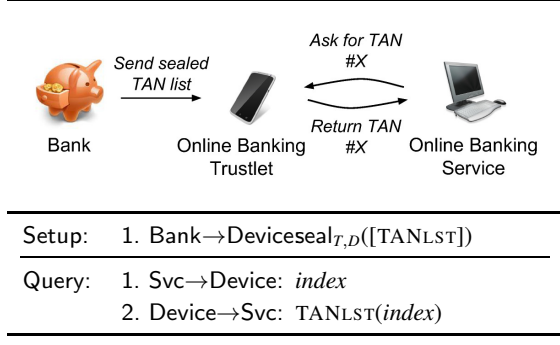 Send sealed
TAN list
Ask for TAN
#X
Return TAN
#X
Bank
Online Banking
Trustlet
Online Banking
Service
Setup: 1. Bank→Deviceseal_{T,D}([TANLST])
Query: 1. Svc→Device: index
2. Device→Svc: TANLST(index)